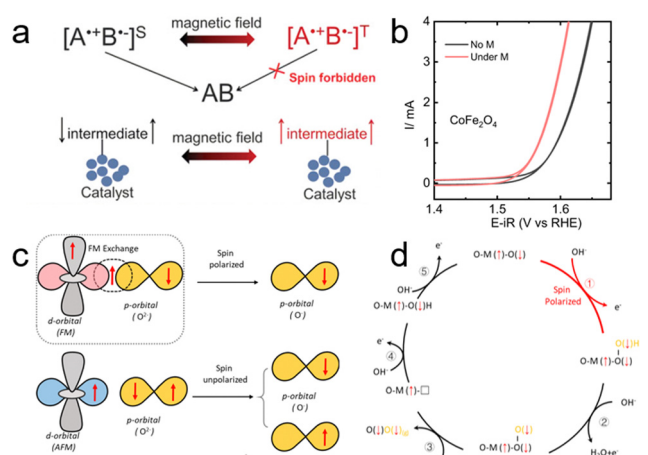 a
magnetic field
[A•+B•-]S
[A•+B•-]T
Spin forbidden
AB
↓ intermediate ↑
magnetic field
↑ intermediate ↑
Catalyst
Catalyst
b
No M
Under M
CoFe2O4
I/ mA
4
3
2
1
0
1.4
1.5
1.6
E-iR (V vs RHE)
c
FM Exchange
Spin
polarized
d-orbital
(FM)
p-orbital
(O2-)
p-orbital
(O-)
Spin
unpolarized
d-orbital
(AFM)
p-orbital
(O2-)
p-orbital
(O-)
d
O-M(↑)-O(↓)
OH-
①
Spin
Polarized
e-
O(↓)H
O-M(↑)-O(↓)
OH-
②
H2O+e-
O(↓)
O-M(↑)-O(↓)
③
O(↓)O(↓)(g)
O-M(↑)-□
OH-
④
e-
O-M(↑)-O(↓)H
OH-
⑤
e-